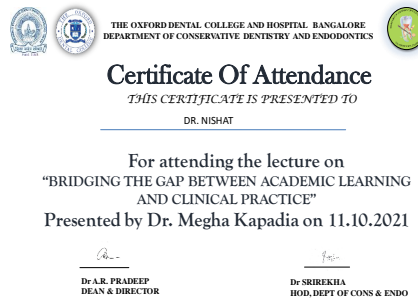 THE OXFORD DENTAL COLLEGE AND HOSPITAL BANGALORE
DEPARTMENT OF CONSERVATIVE DENTISTRY AND ENDODONTICS
Certificate Of Attendance
THIS CERTIFICATE IS PRESENTED TO
DR. NISHAT
For attending the lecture on
“BRIDGING THE GAP BETWEEN ACADEMIC LEARNING
AND CLINICAL PRACTICE”
Presented by Dr. Megha Kapadia on 11.10.2021
Dr A.R. PRADEEP
DEAN & DIRECTOR
Dr SRIREKHA
HOD, DEPT OF CONS & ENDO